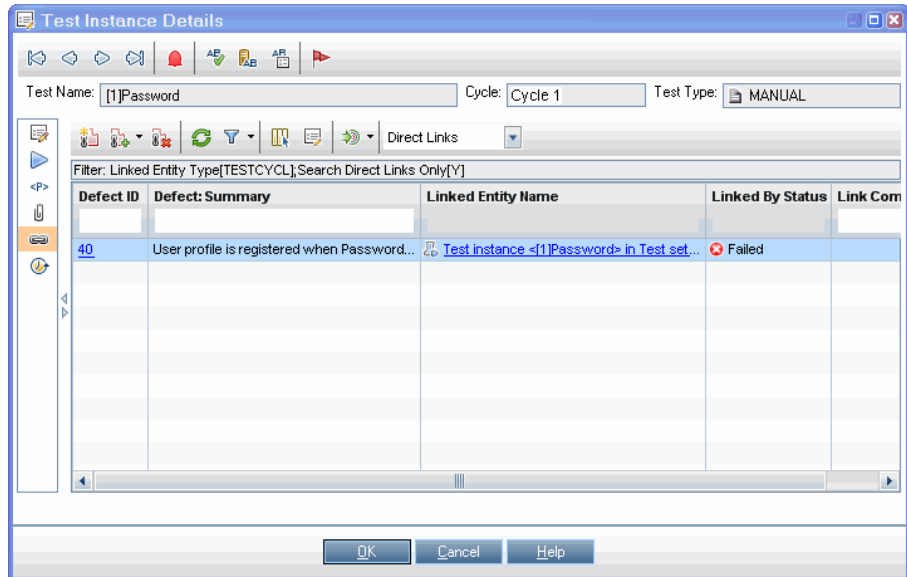 Test Instance Details
Test Name: [1]Password Cycle: Cycle 1 Test Type: MANUAL
Direct Links
<P>
Filter: Linked Entity Type[TESTCYCL];Search Direct Links Only[Y]
Defect ID Defect: Summary Linked Entity Name Linked By Status Link Com
40 User profile is registered when Password... Test instance <[1]Password> in Test set... Failed
OK Cancel Help